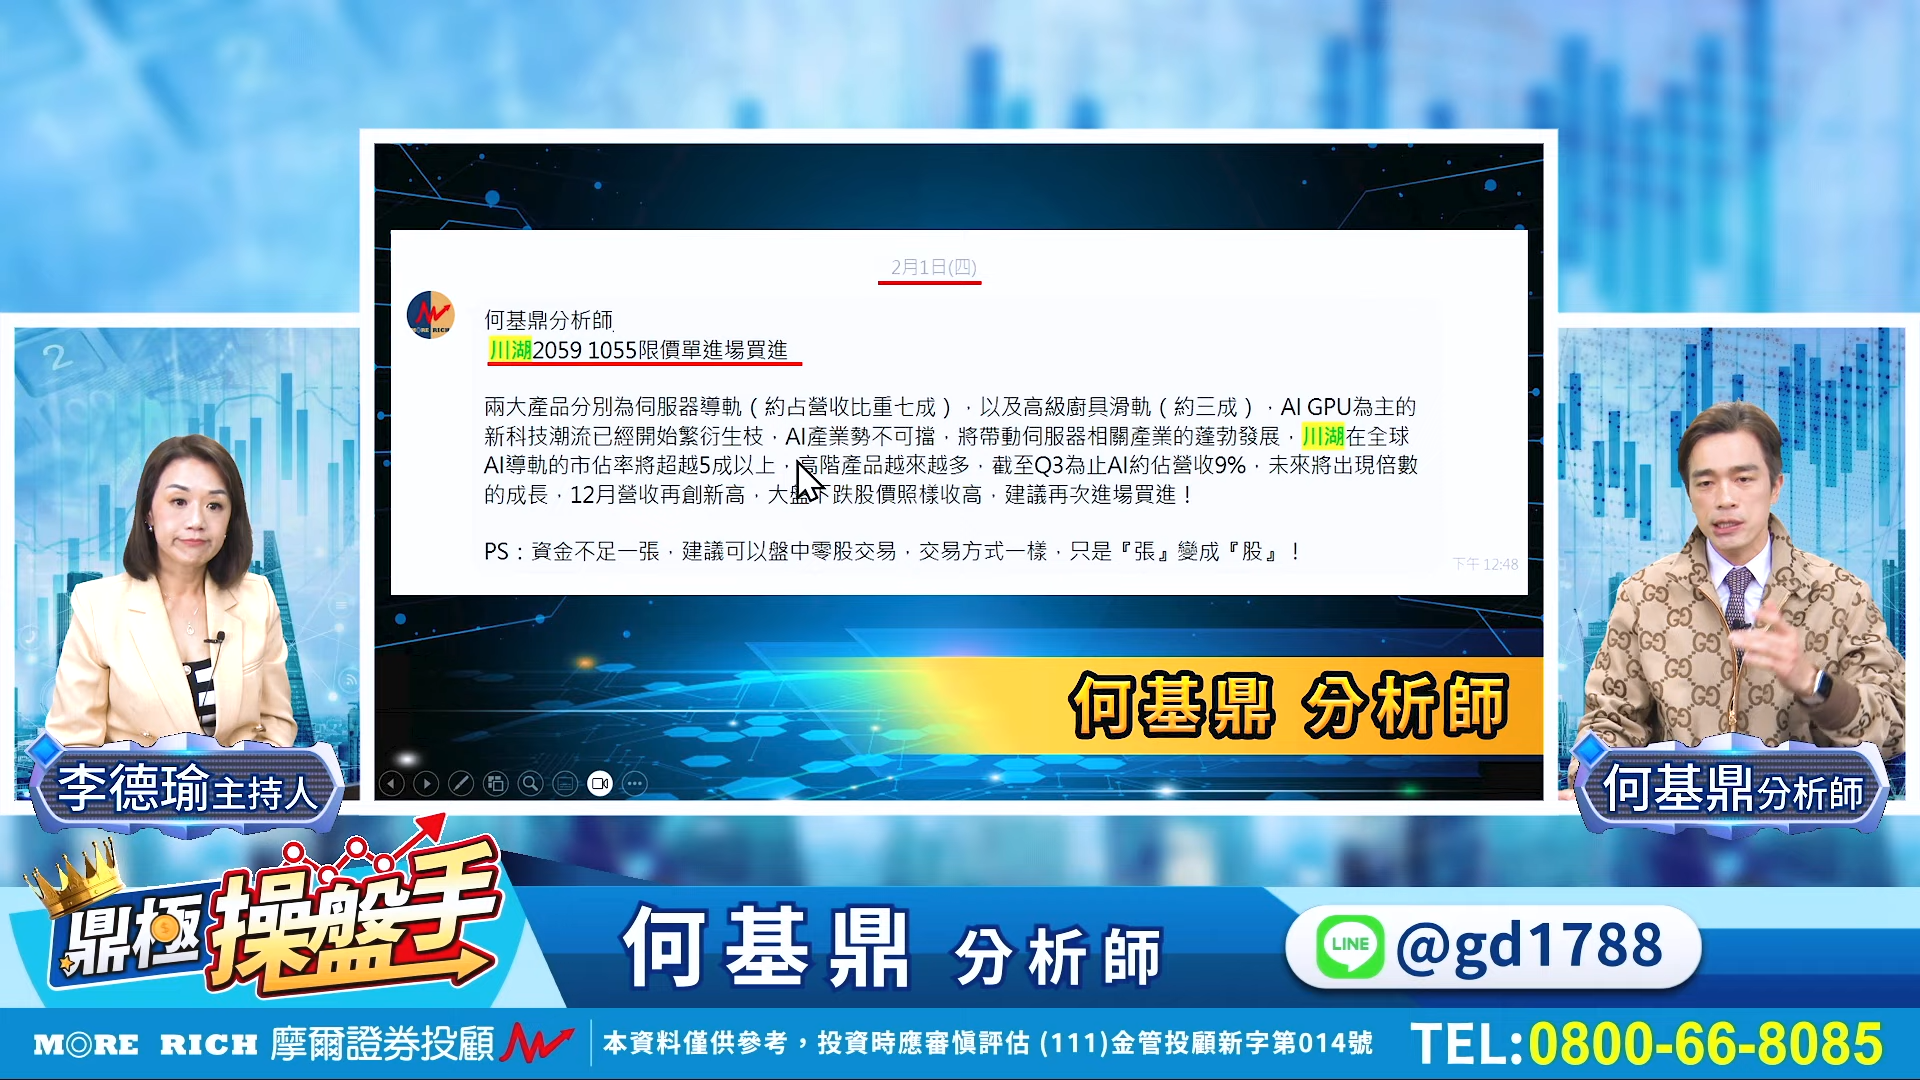 2月1日(四)
何基鼎分析師
川湖2059 1055限價單進場買進
兩大產品分別為伺服器導軌（約占營收比重七成），以及高級廚具滑軌（約三成），AI GPU為主的
新科技潮流已經開始繁衍生枝，AI產業勢不可擋，將帶動伺服器相關產業的蓬勃發展，川湖在全球
AI導軌的市佔率將超越5成以上，高階產品越來越多，截至Q3為止AI約佔營收9%，未來將出現倍數
的成長，12月營收再創新高，大盤下跌股價照樣收高，建議再次進場買進！
PS：資金不足一張，建議可以盤中零股交易，交易方式一樣，只是『張』變成『股』！
下午 12:48
MORE RICH
何基鼎 分析師
李德瑜主持人
何基鼎分析師
鼎極操盤手
何基鼎 分析師
LINE @gd1788
MORE RICH 摩爾證券投顧
本資料僅供參考，投資時應審慎評估 (111)金管投顧新字第014號
TEL:0800-66-8085